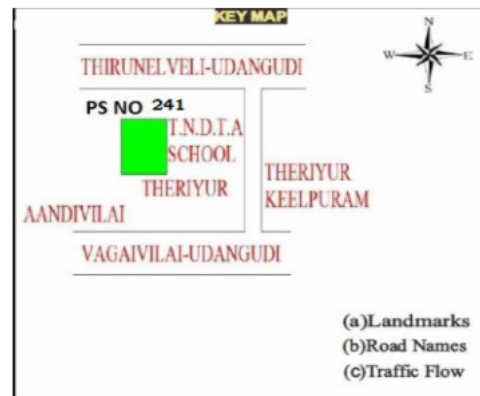 KEY MAP
N
W
E
S
THIRUNELVELI-UDANGUDI
PS NO 241
T.N.D.T.A
SCHOOL
THERIYUR
THERIYUR
KEELPURAM
AANDIVILAI
VAGAIVILAI-UDANGUDI
(a)Landmarks
(b)Road Names
(c)Traffic Flow